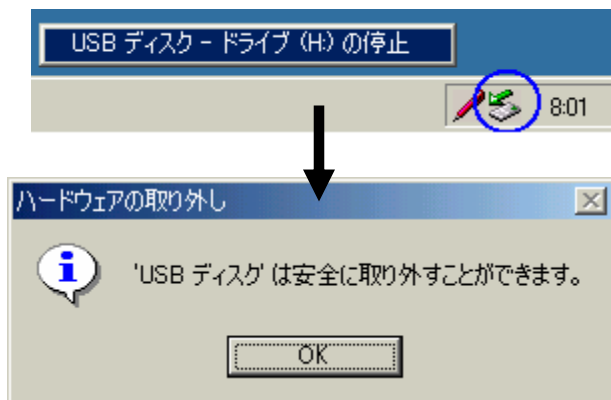 USB ディスク - ドライブ (H:) の停止
8:01
ハードウェアの取り外し
'USB ディスク' は安全に取り外すことができます。
OK